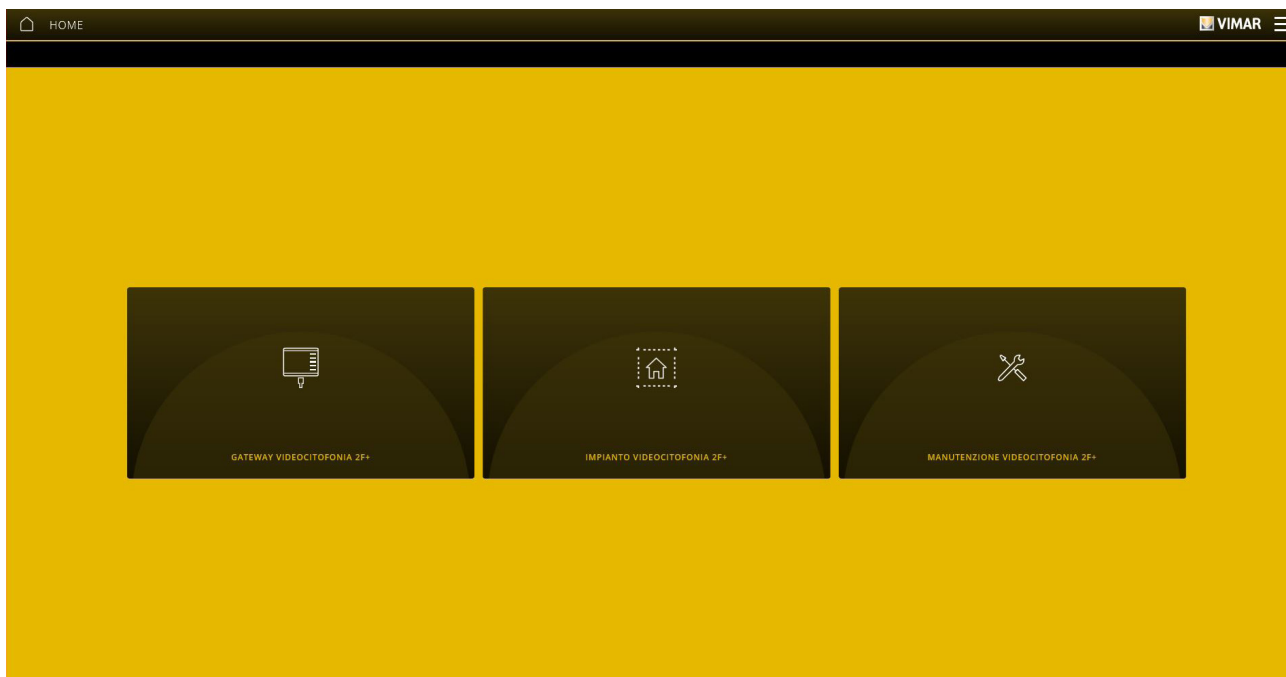 HOME
VIMAR
GATEWAY VIDEOCITOFONIA 2F+
IMPIANTO VIDEOCITOFONIA 2F+
MANUTENZIONE VIDEOCITOFONIA 2F+